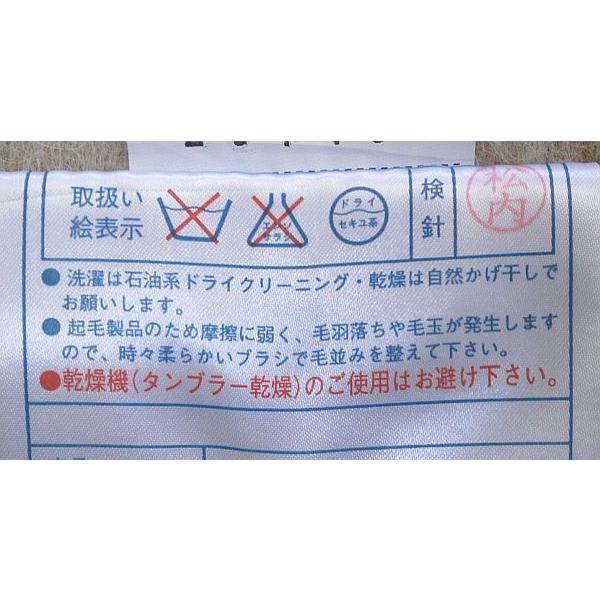 取扱い
絵表示
エンソ
サラシ
ドライ
セキユ系
検
針
松
内
●洗濯は石油系ドライクリーニング・乾燥は自然かげ干しで
お願いします。
●起毛製品のため摩擦に弱く、毛羽落ちや毛玉が発生します
ので、時々柔らかいブラシで毛並みを整えて下さい。
●乾燥機(タンブラー乾燥)のご使用はお避け下さい。